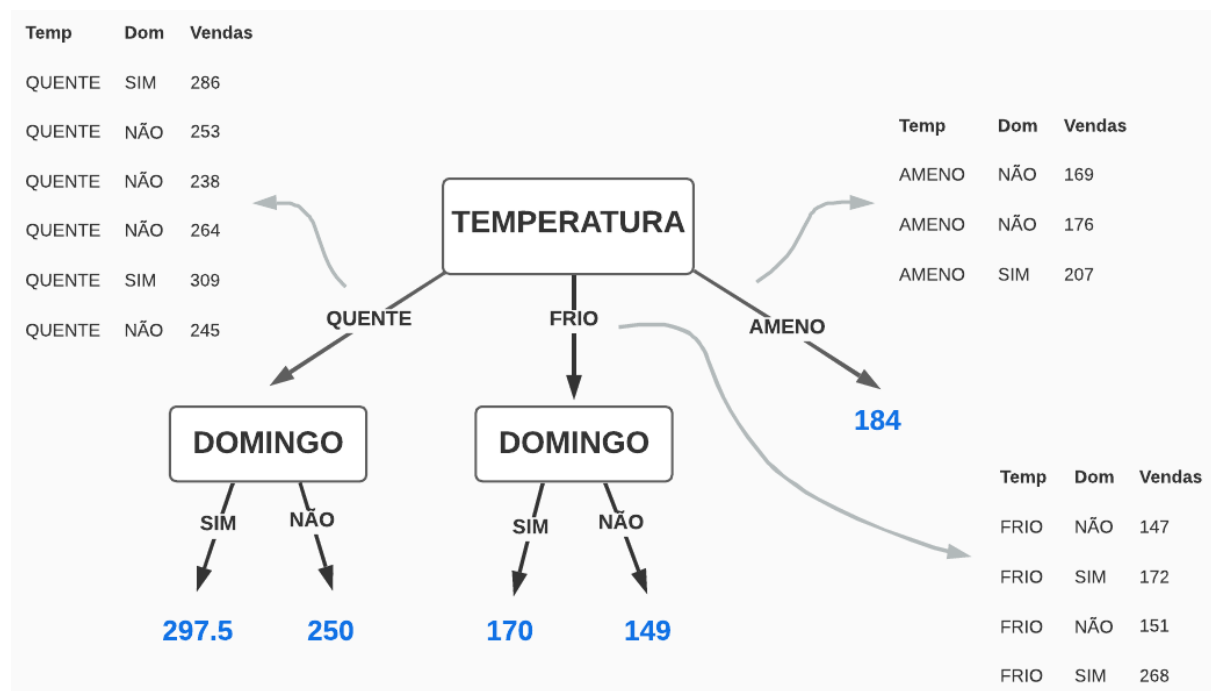 Temp Dom Vendas
QUENTE SIM 286
QUENTE NÃO 253
QUENTE NÃO 238
QUENTE NÃO 264
QUENTE SIM 309
QUENTE NÃO 245
Temp Dom Vendas
AMENO NÃO 169
AMENO NÃO 176
AMENO SIM 207
TEMPERATURA
QUENTE FRIO AMENO
DOMINGO DOMINGO 184
SIM NÃO SIM NÃO
297.5 250 170 149
Temp Dom Vendas
FRIO NÃO 147
FRIO SIM 172
FRIO NÃO 151
FRIO SIM 268